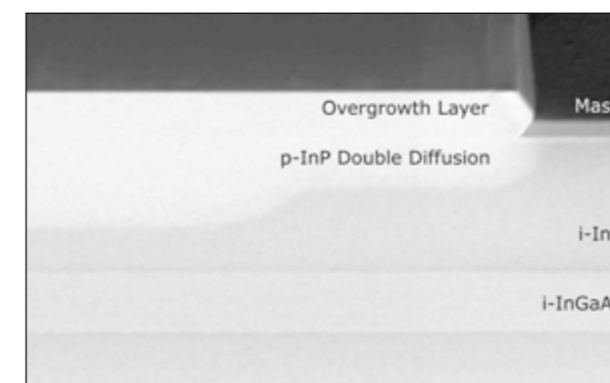 Overgrowth Layer
Mas
p-InP Double Diffusion
i-In
i-InGaA